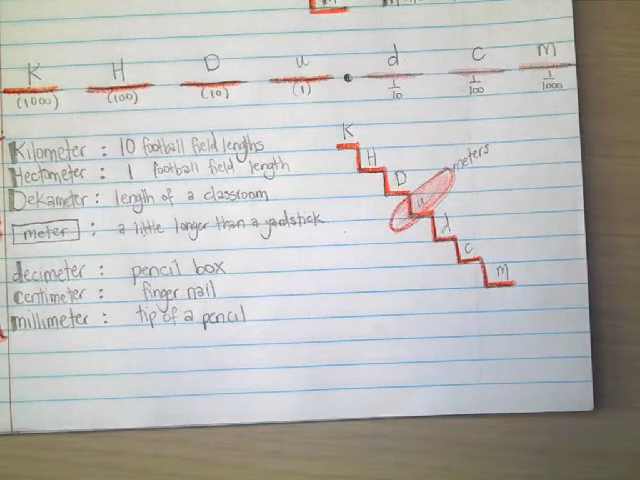 K H D u . d c m
(1000) (100) (10) (1) 1/10 1/100 1/1000
Kilometer : 10 football field lengths
Hectometer : 1 football field length
Dekameter : length of a classroom
meter : a little longer than a yardstick
decimeter : pencil box
centimeter : finger nail
millimeter : tip of a pencil
K
H
D
meters
u
d
c
m